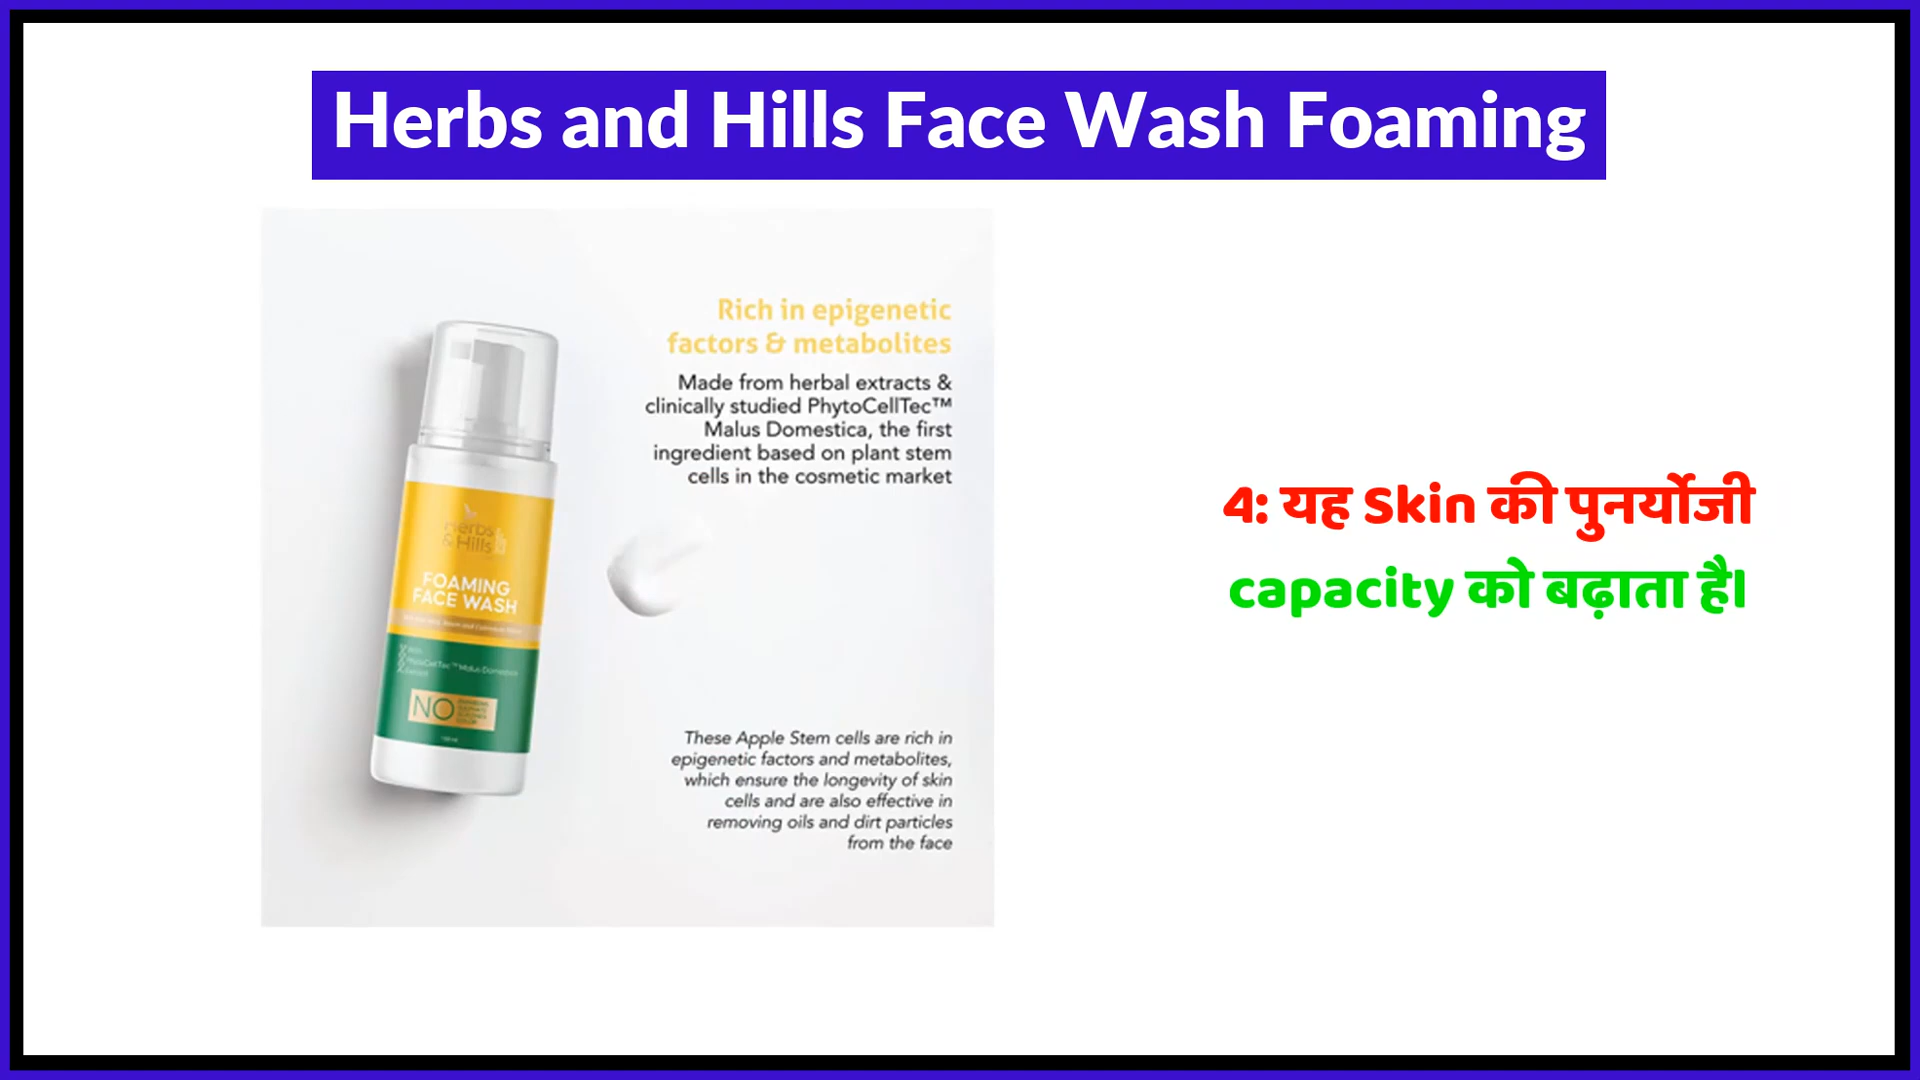 Herbs and Hills Face Wash Foaming
Rich in epigenetic
factors & metabolites
Made from herbal extracts &
clinically studied PhytoCellTec™
Malus Domestica, the first
ingredient based on plant stem
cells in the cosmetic market
4: यह Skin की पुनर्योजी
capacity को बढ़ाता है।
Herbs
& Hills
FOAMING
FACE WASH
PhytoCellTec™ Malus Domestica
NO
These Apple Stem cells are rich in
epigenetic factors and metabolites,
which ensure the longevity of skin
cells and are also effective in
removing oils and dirt particles
from the face